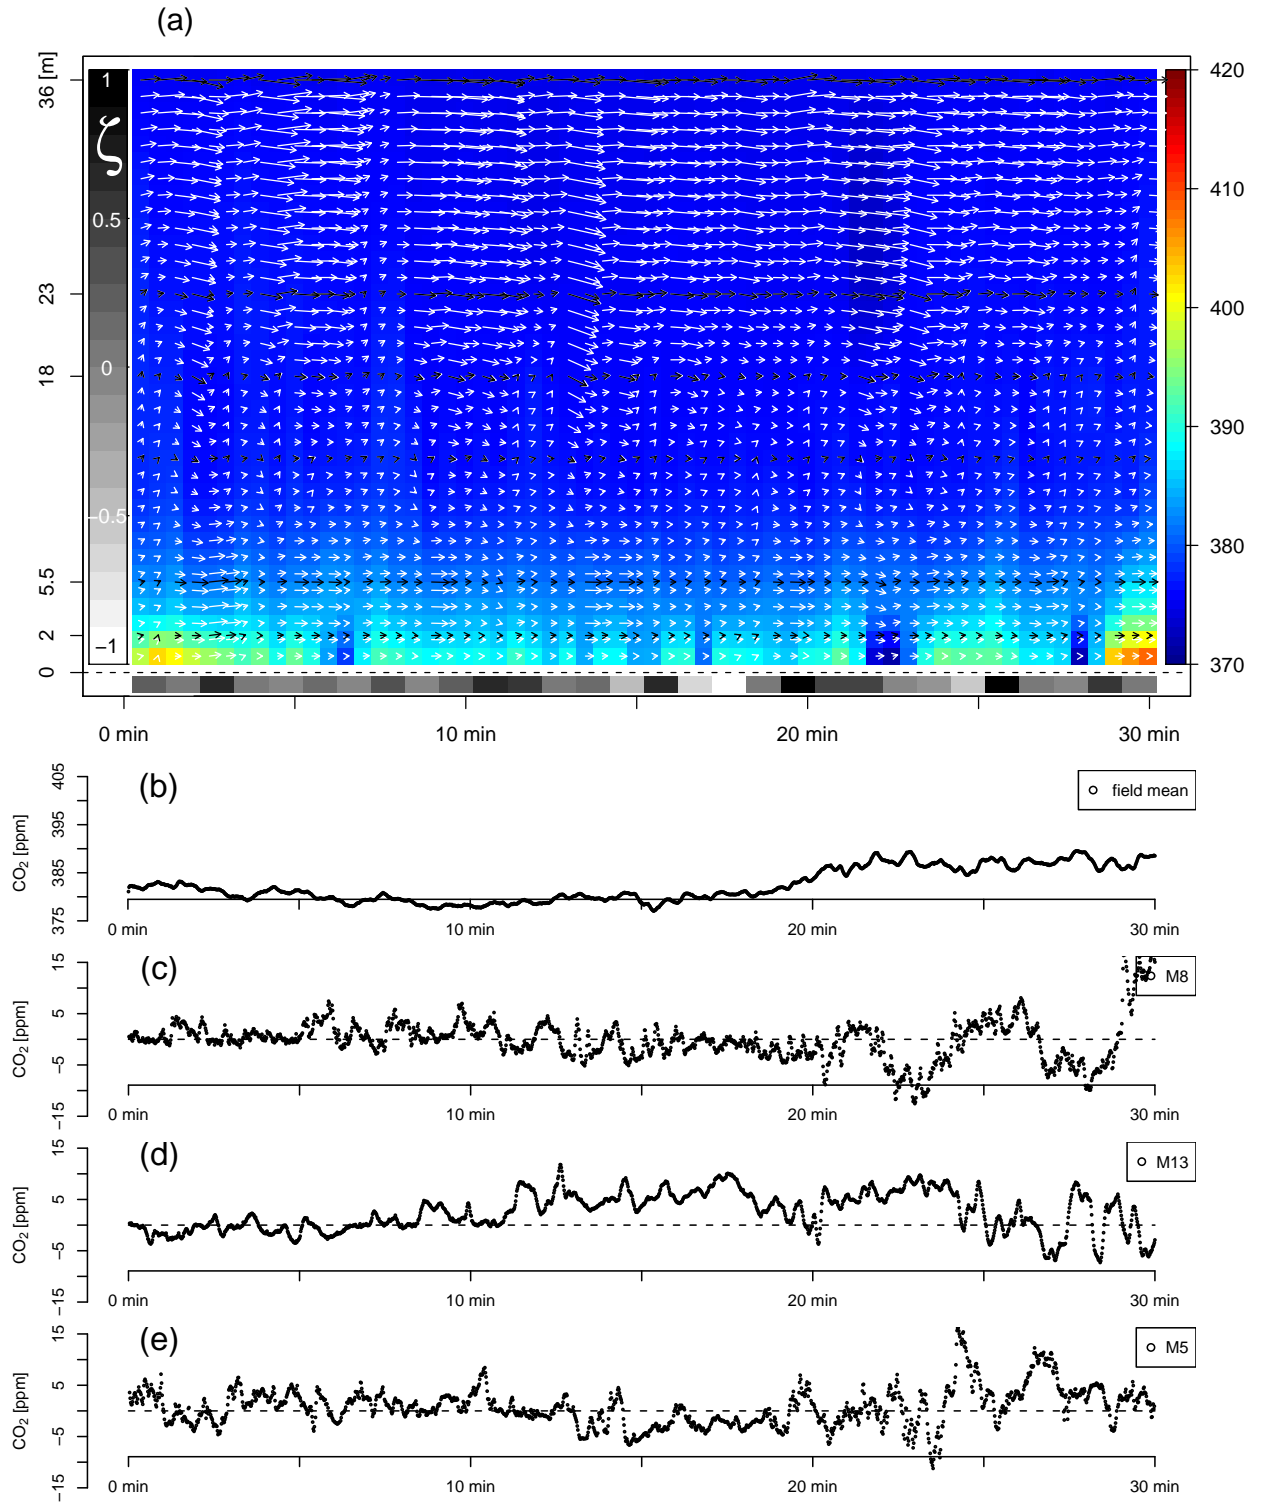 (a)
36 [m]
23
18
5.5
2
0
1
ζ
0.5
0
−0.5
−1
420
410
400
390
380
370
0 min
10 min
20 min
30 min
(b)
field mean
CO2 [ppm]
405
395
385
375
0 min
10 min
20 min
30 min
(c)
M8
CO2 [ppm]
15
5
−5
−15
0 min
10 min
20 min
30 min
(d)
M13
CO2 [ppm]
15
5
−5
−15
0 min
10 min
20 min
30 min
(e)
M5
CO2 [ppm]
15
5
−5
−15
0 min
10 min
20 min
30 min